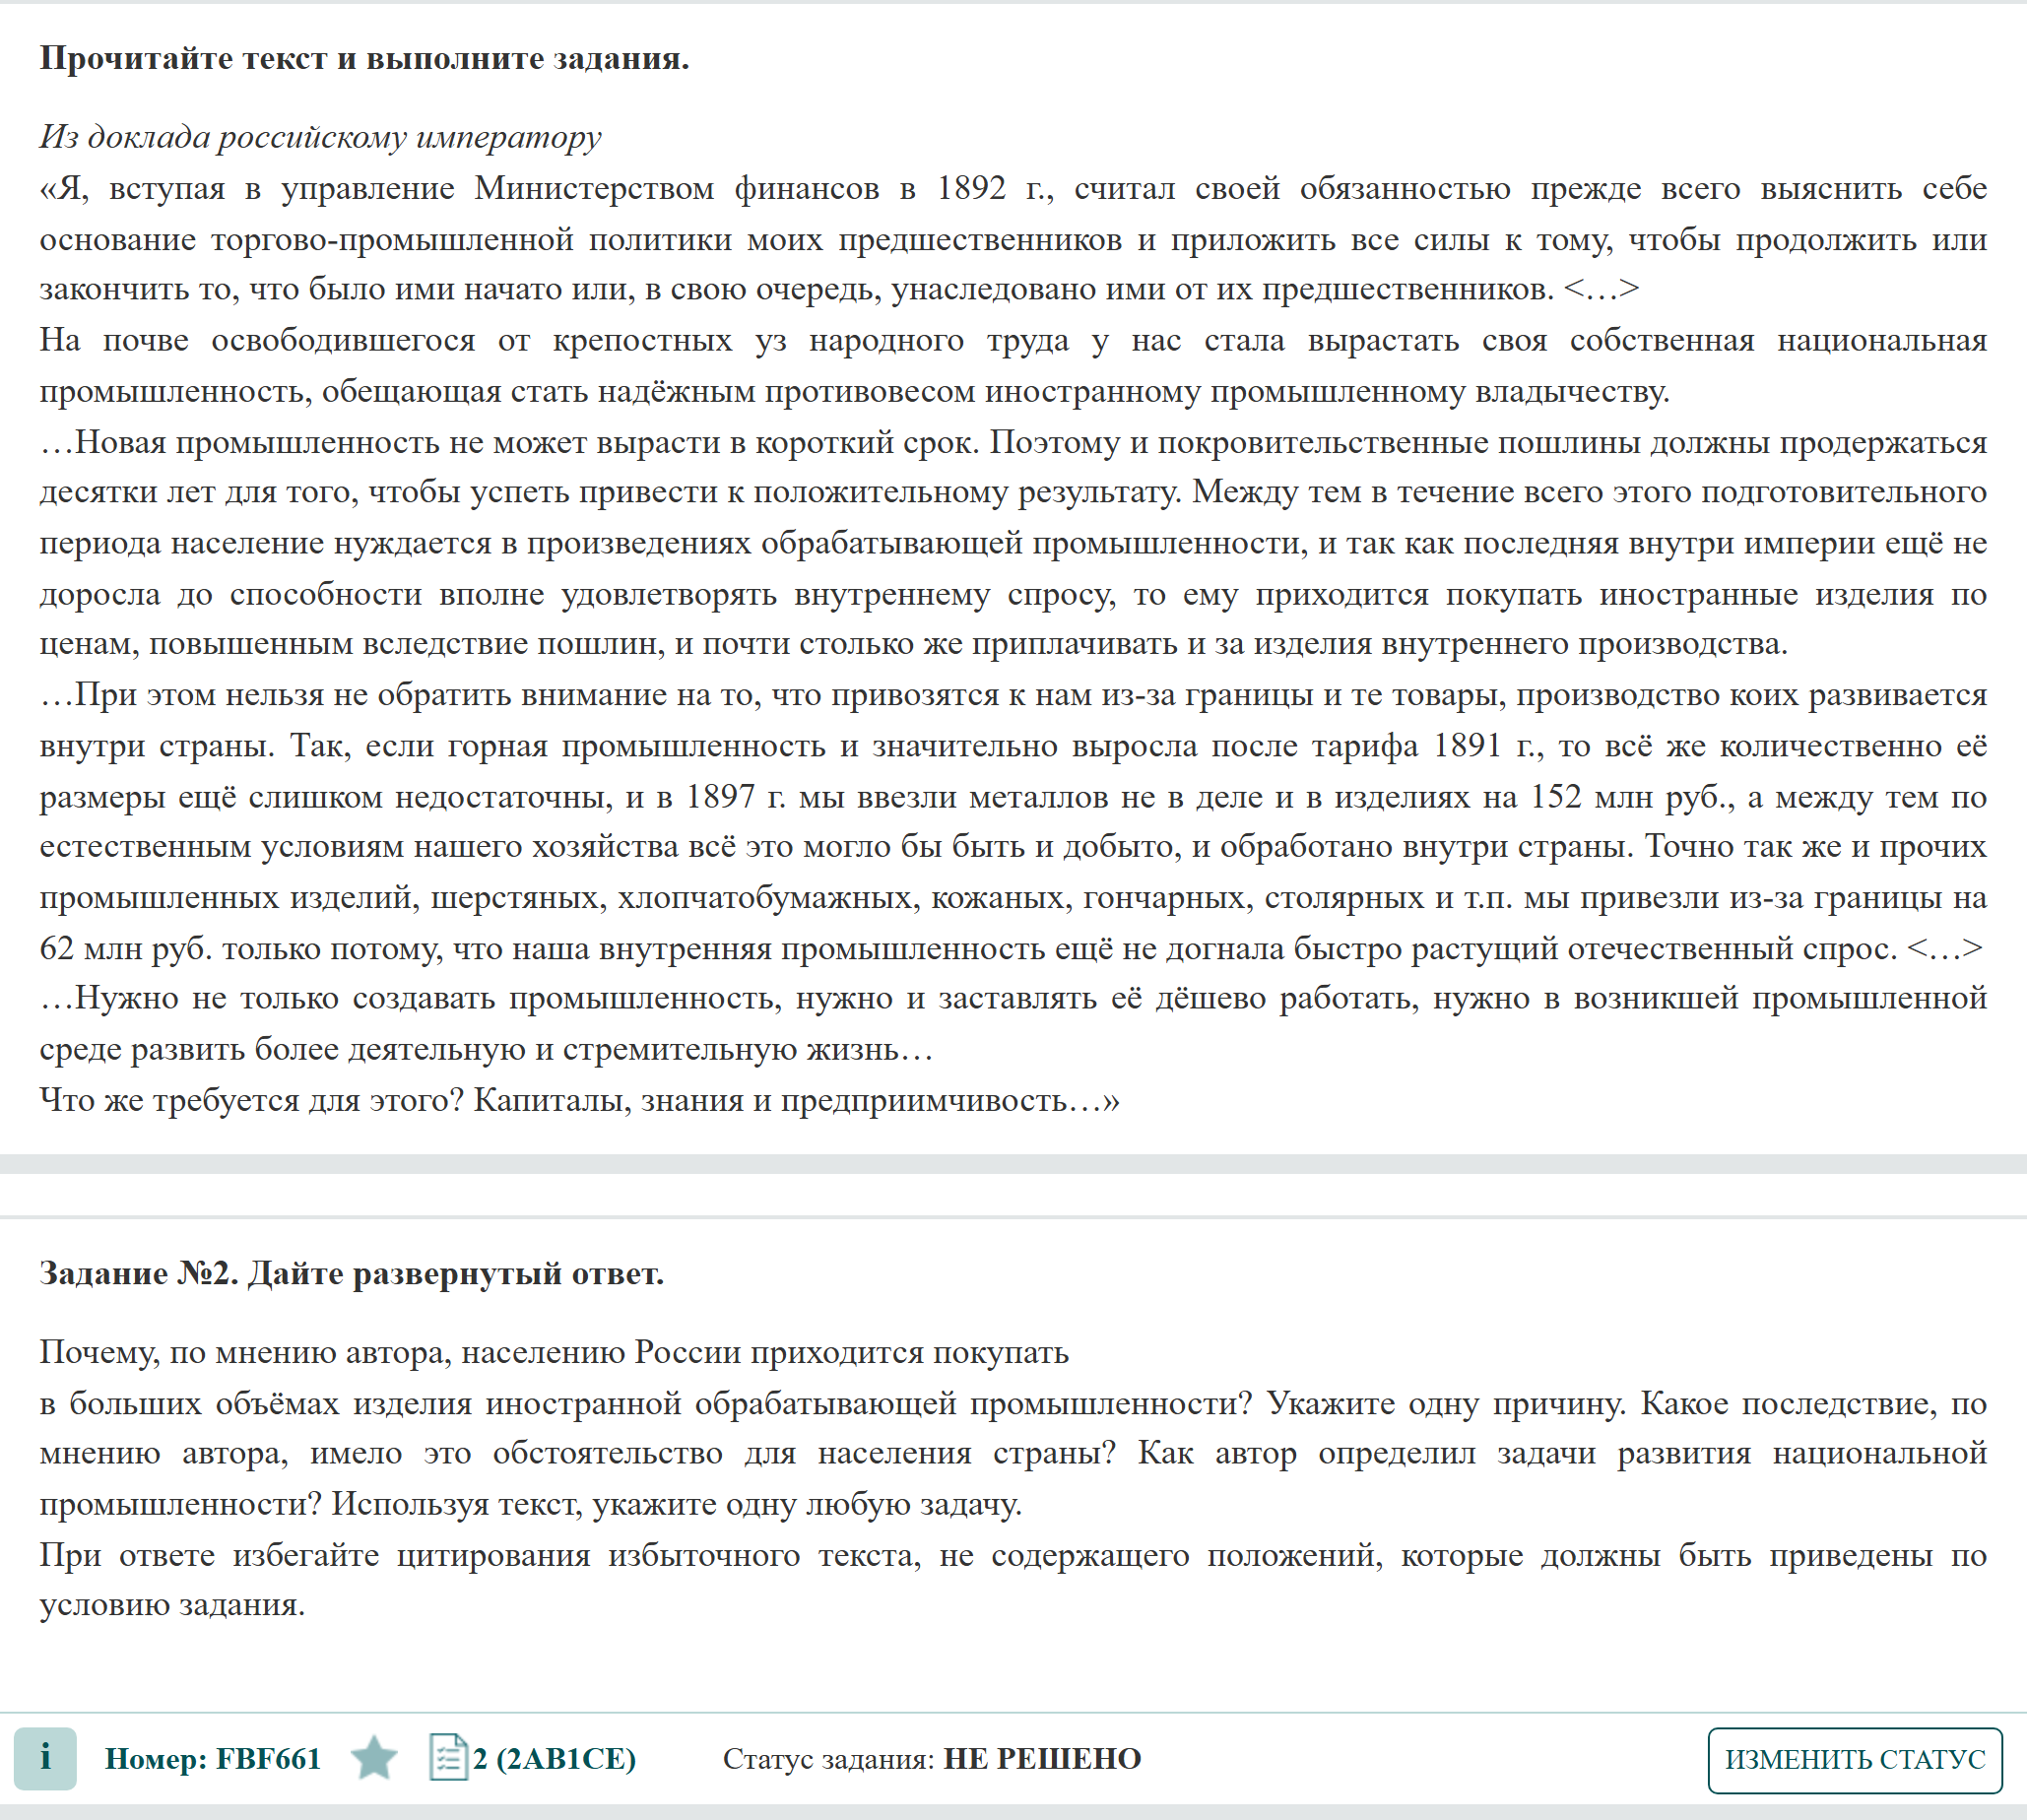 Прочитайте текст и выполните задания.
Из доклада российскому императору
«Я, вступая в управление Министерством финансов в 1892 г., считал своей обязанностью прежде всего выяснить себе
основание торгово-промышленной политики моих предшественников и приложить все силы к тому, чтобы продолжить или
закончить то, что было ими начато или, в свою очередь, унаследовано ими от их предшественников. <…>
На почве освободившегося от крепостных уз народного труда у нас стала вырастать своя собственная национальная
промышленность, обещающая стать надёжным противовесом иностранному промышленному владычеству.
…Новая промышленность не может вырасти в короткий срок. Поэтому и покровительственные пошлины должны продержаться
десятки лет для того, чтобы успеть привести к положительному результату. Между тем в течение всего этого подготовительного
периода население нуждается в произведениях обрабатывающей промышленности, и так как последняя внутри империи ещё не
доросла до способности вполне удовлетворять внутреннему спросу, то ему приходится покупать иностранные изделия по
ценам, повышенным вследствие пошлин, и почти столько же приплачивать и за изделия внутреннего производства.
…При этом нельзя не обратить внимание на то, что привозятся к нам из-за границы и те товары, производство коих развивается
внутри страны. Так, если горная промышленность и значительно выросла после тарифа 1891 г., то всё же количественно её
размеры ещё слишком недостаточны, и в 1897 г. мы ввезли металлов не в деле и в изделиях на 152 млн руб., а между тем по
естественным условиям нашего хозяйства всё это могло бы быть и добыто, и обработано внутри страны. Точно так же и прочих
промышленных изделий, шерстяных, хлопчатобумажных, кожаных, гончарных, столярных и т.п. мы привезли из-за границы на
62 млн руб. только потому, что наша внутренняя промышленность ещё не догнала быстро растущий отечественный спрос. <…>
…Нужно не только создавать промышленность, нужно и заставлять её дёшево работать, нужно в возникшей промышленной
среде развить более деятельную и стремительную жизнь…
Что же требуется для этого? Капиталы, знания и предприимчивость…»
Задание №2. Дайте развернутый ответ.
Почему, по мнению автора, населению России приходится покупать
в больших объёмах изделия иностранной обрабатывающей промышленности? Укажите одну причину. Какое последствие, по
мнению автора, имело это обстоятельство для населения страны? Как автор определил задачи развития национальной
промышленности? Используя текст, укажите одну любую задачу.
При ответе избегайте цитирования избыточного текста, не содержащего положений, которые должны быть приведены по
условию задания.
i Номер: FBF661 2 (2AB1CE) Статус задания: НЕ РЕШЕНО ИЗМЕНИТЬ СТАТУС